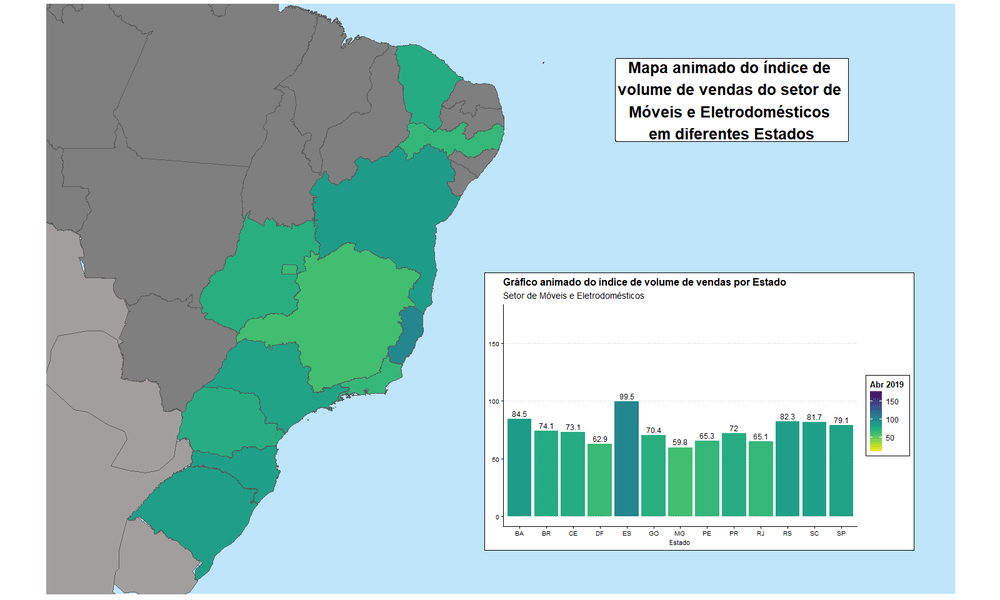 Mapa animado do índice de
volume de vendas do setor de
Móveis e Eletrodomésticos
em diferentes Estados
Gráfico animado do índice de volume de vendas por Estado
Setor de Móveis e Eletrodomésticos
150
100
50
0
84.5 74.1 73.1 62.9 99.5 70.4 59.8 65.3 72 65.1 82.3 81.7 79.1
BA BR CE DF ES GO MG PE PR RJ RS SC SP
Estado
Abr 2019
150
100
50